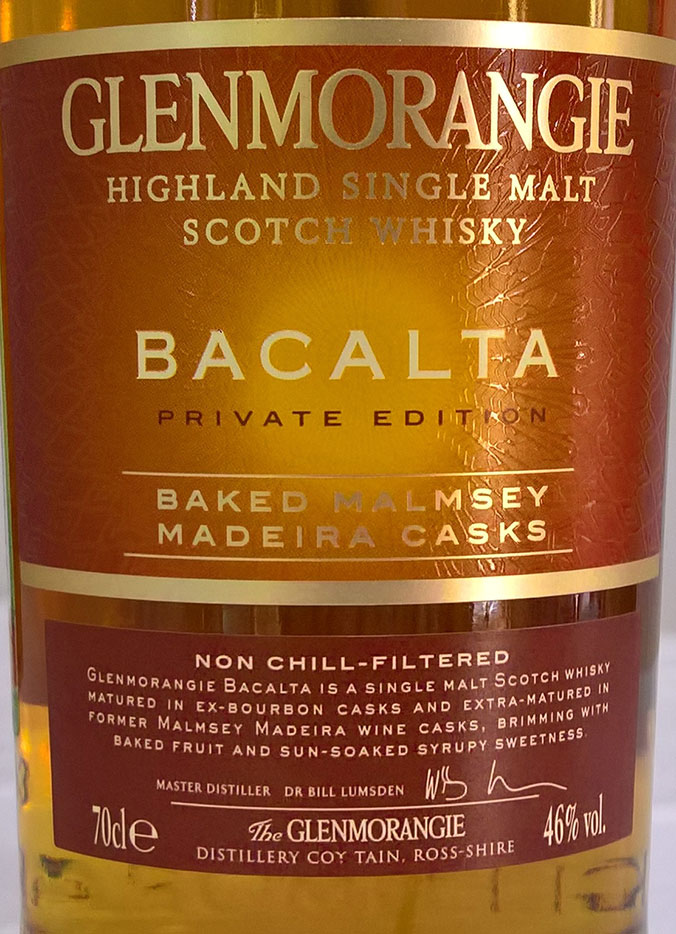 GLENMORANGIE
HIGHLAND SINGLE MALT
SCOTCH WHISKY
BACALTA
PRIVATE EDITION
BAKED MALMSEY
MADEIRA CASKS
NON CHILL-FILTERED
GLENMORANGIE BACALTA IS A SINGLE MALT SCOTCH WHISKY
MATURED IN EX-BOURBON CASKS AND EXTRA-MATURED IN
FORMER MALMSEY MADEIRA WINE CASKS, BRIMMING WITH
BAKED FRUIT AND SUN-SOAKED SYRUPY SWEETNESS.
MASTER DISTILLER DR BILL LUMSDEN
70cl e The GLENMORANGIE 46% vol.
DISTILLERY COY TAIN, ROSS-SHIRE